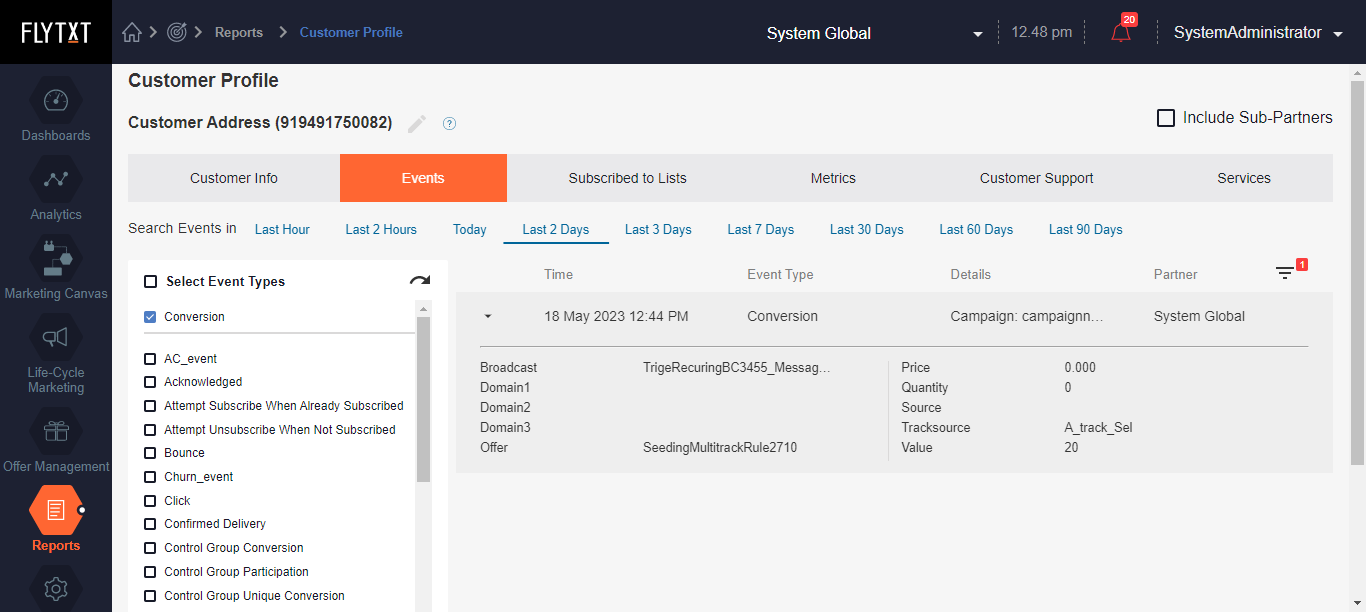 FLYTXT
Reports
Customer Profile
System Global
12.48 pm
20
SystemAdministrator
Dashboards
Analytics
Marketing Canvas
Life-Cycle
Marketing
Offer Management
Reports
Customer Profile
Customer Address (919491750082)
?
Include Sub-Partners
Customer Info
Events
Subscribed to Lists
Metrics
Customer Support
Services
Search Events in
Last Hour
Last 2 Hours
Today
Last 2 Days
Last 3 Days
Last 7 Days
Last 30 Days
Last 60 Days
Last 90 Days
Select Event Types
Conversion
AC_event
Acknowledged
Attempt Subscribe When Already Subscribed
Attempt Unsubscribe When Not Subscribed
Bounce
Churn_event
Click
Confirmed Delivery
Control Group Conversion
Control Group Participation
Control Group Unique Conversion
Time
Event Type
Details
Partner
1
18 May 2023 12:44 PM
Conversion
Campaign: campaignn...
System Global
Broadcast
TrigeRecuringBC3455_Messag...
Domain1
Domain2
Domain3
Offer
SeedingMultitrackRule2710
Price
0.000
Quantity
0
Source
Tracksource
A_track_Sel
Value
20